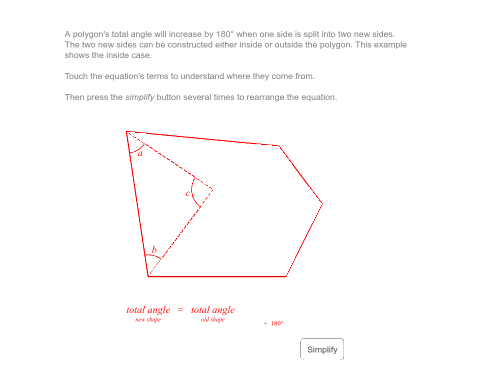 A polygon's total angle will increase by 180° when one side is split into two new sides.
The two new sides can be constructed either inside or outside the polygon. This example
shows the inside case.
Touch the equation's terms to understand where they come from.
Then press the simplify button several times to rearrange the equation.
a
c
b
total angle = total angle
new shape old shape
+ 180°
Simplify